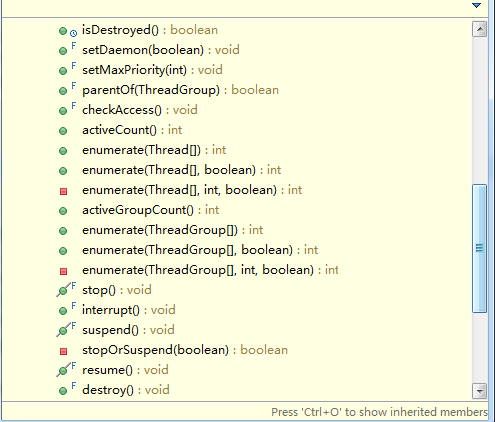 isDestroyed() : boolean
F setDaemon(boolean) : void
F setMaxPriority(int) : void
F parentOf(ThreadGroup) : boolean
F checkAccess() : void
activeCount() : int
enumerate(Thread[]) : int
enumerate(Thread[], boolean) : int
enumerate(Thread[], int, boolean) : int
activeGroupCount() : int
enumerate(ThreadGroup[]) : int
enumerate(ThreadGroup[], boolean) : int
enumerate(ThreadGroup[], int, boolean) : int
F stop() : void
F interrupt() : void
F suspend() : void
stopOrSuspend(boolean) : boolean
F resume() : void
F destroy() : void
Press 'Ctrl+O' to show inherited members